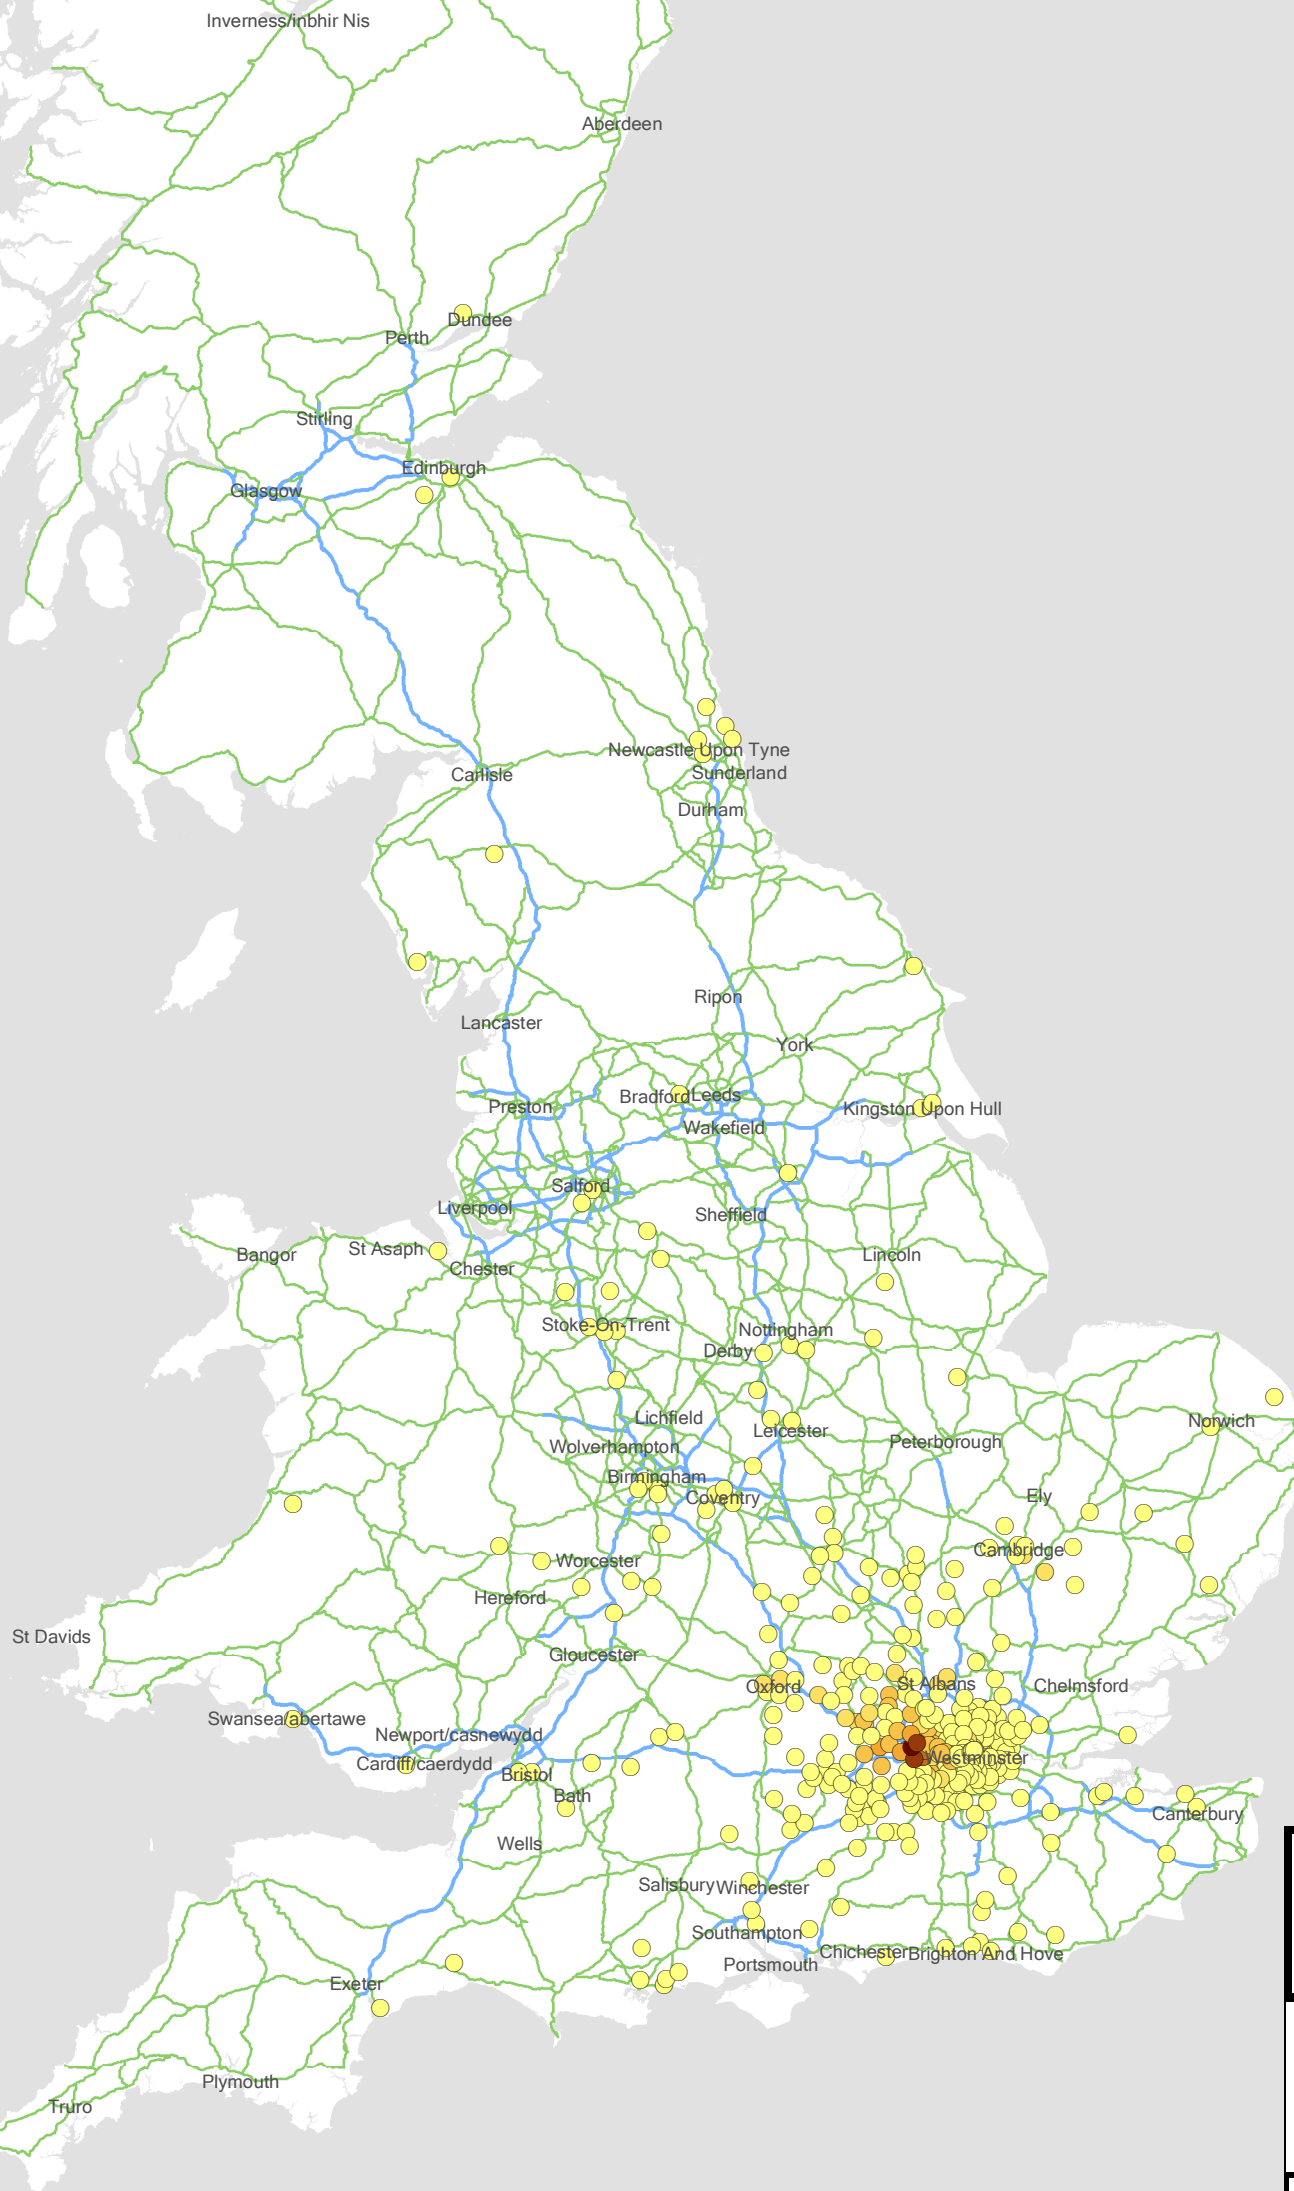 Inverness/inbhir Nis
Aberdeen
Dundee
Perth
Stirling
Edinburgh
Glasgow
Newcastle Upon Tyne
Sunderland
Carlisle
Durham
Ripon
Lancaster
York
Bradford
Leeds
Preston
Kingston Upon Hull
Wakefield
Salford
Liverpool
Sheffield
St Asaph
Bangor
Lincoln
Chester
Stoke-On-Trent
Nottingham
Derby
Lichfield
Norwich
Leicester
Peterborough
Wolverhampton
Birmingham
Coventry
Ely
Cambridge
Worcester
Hereford
St Davids
Gloucester
Oxford
St Albans
Chelmsford
Swansea/abertawe
Newport/casnewydd
Westminster
Cardiff/caerdydd
Bristol
Bath
Canterbury
Wells
Salisbury
Winchester
Southampton
Chichester
Brighton And Hove
Portsmouth
Exeter
Plymouth
Truro